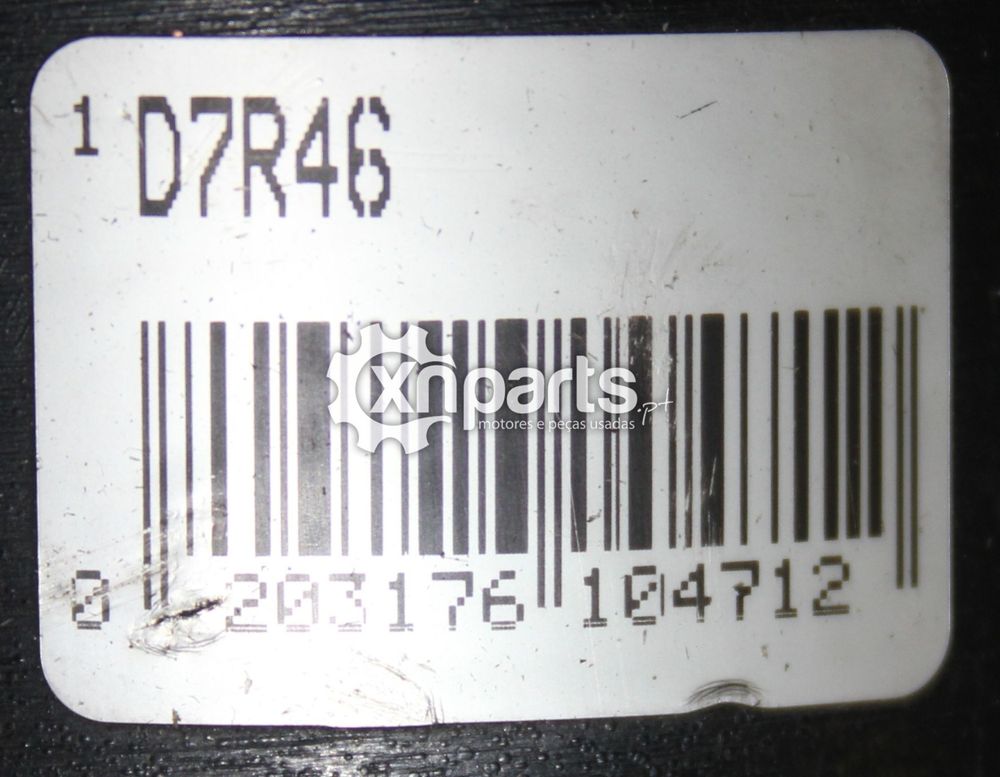 1 D7R46
xnparts.pt
motores e peças usadas
0 203176 104712